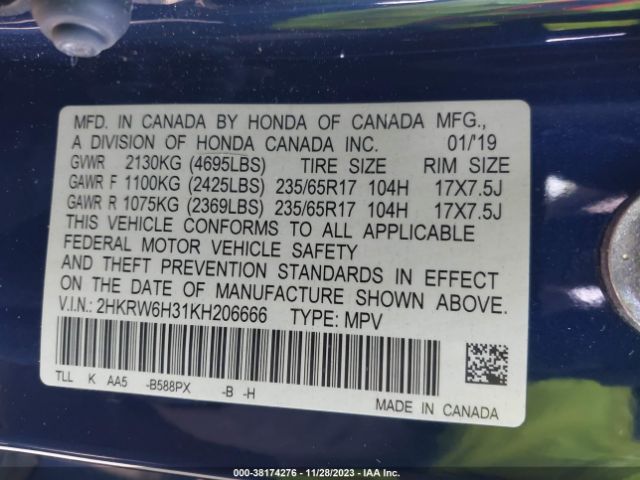 MFD. IN CANADA BY HONDA OF CANADA MFG.,
A DIVISION OF HONDA CANADA INC. 01/'19
GVWR 2130KG (4695LBS) TIRE SIZE RIM SIZE
GAWR F 1100KG (2425LBS) 235/65R17 104H 17X7.5J
GAWR R 1075KG (2369LBS) 235/65R17 104H 17X7.5J
THIS VEHICLE CONFORMS TO ALL APPLICABLE
FEDERAL MOTOR VEHICLE SAFETY
AND THEFT PREVENTION STANDARDS IN EFFECT
ON THE DATE OF MANUFACTURE SHOWN ABOVE.
V.I.N.: 2HKRW6H31KH206666 TYPE: MPV
TLL K AA5 -B588PX -B -H
MADE IN CANADA
000-38174276 | 11/28/2023 | IAA Inc.